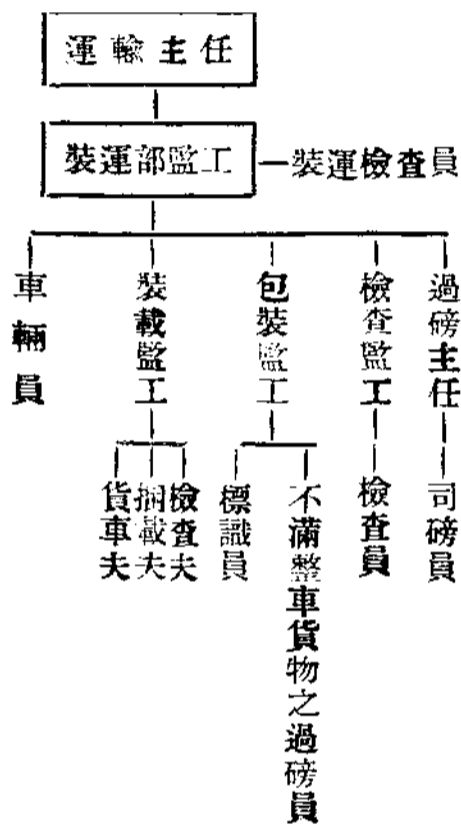 運輸主任
裝運部監工
裝運檢查員
過磅主任
檢查監工
包裝監工
裝載監工
車輛員
司磅員
檢查員
不滿整車貨物之過磅員
標識員
檢查夫
捆載夫
貨車夫